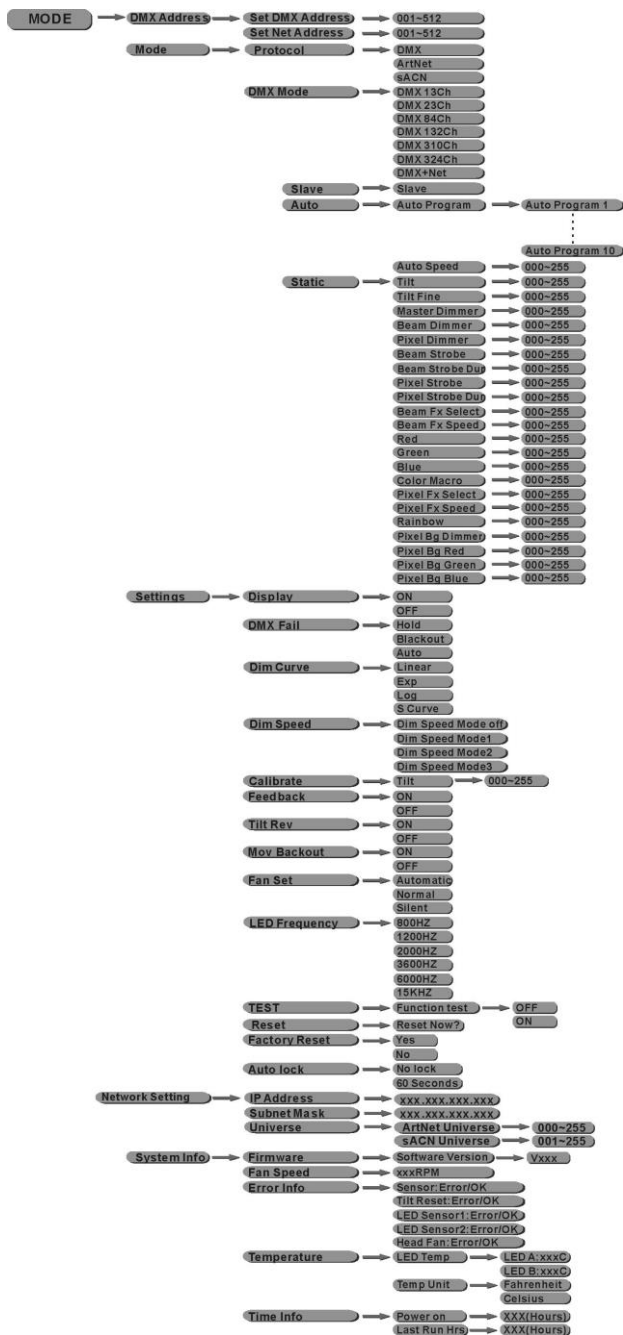 MODE DMX Address Set DMX Address 001~512
Set Net Address 001~512
Mode Protocol DMX
ArtNet
sACN
DMX Mode DMX 13Ch
DMX 23Ch
DMX 84Ch
DMX 132Ch
DMX 310Ch
DMX 324Ch
DMX+Net
Slave Slave
Auto Auto Program Auto Program 1
Auto Program 10
Auto Speed 000~255
Static Tilt 000~255
Tilt Fine 000~255
Master Dimmer 000~255
Beam Dimmer 000~255
Pixel Dimmer 000~255
Beam Strobe 000~255
Beam Strobe Dur 000~255
Pixel Strobe 000~255
Pixel Strobe Dur 000~255
Beam Fx Select 000~255
Beam Fx Speed 000~255
Red 000~255
Green 000~255
Blue 000~255
Color Macro 000~255
Pixel Fx Select 000~255
Pixel Fx Speed 000~255
Rainbow 000~255
Pixel Bg Dimmer 000~255
Pixel Bg Red 000~255
Pixel Bg Green 000~255
Pixel Bg Blue 000~255
Settings Display ON
OFF
DMX Fail Hold
Blackout
Auto
Dim Curve Linear
Exp
Log
S Curve
Dim Speed Dim Speed Mode off
Dim Speed Mode1
Dim Speed Mode2
Dim Speed Mode3
Calibrate Tilt 000~255
Feedback ON
OFF
Tilt Rev ON
OFF
Mov Backout ON
OFF
Fan Set Automatic
Normal
Silent
LED Frequency 800HZ
1200HZ
2000HZ
3600HZ
6000HZ
15KHZ
TEST Function test OFF
ON
Reset Reset Now?
Factory Reset Yes
No
Auto lock No lock
60 Seconds
Network Setting IP Address xxx.xxx.xxx.xxx
Subnet Mask xxx.xxx.xxx.xxx
Universe ArtNet Universe 000~255
sACN Universe 001~255
System Info Firmware Software Version Vxxx
Fan Speed xxxRPM
Error Info Sensor:Error/OK
Tilt Reset:Error/OK
LED Sensor1:Error/OK
LED Sensor2:Error/OK
Head Fan:Error/OK
Temperature LED Temp LED A:xxxC
LED B:xxxC
Temp Unit Fahrenheit
Celsius
Time Info Power on XXX(Hours)
Last Run Hrs XXX(Hours)